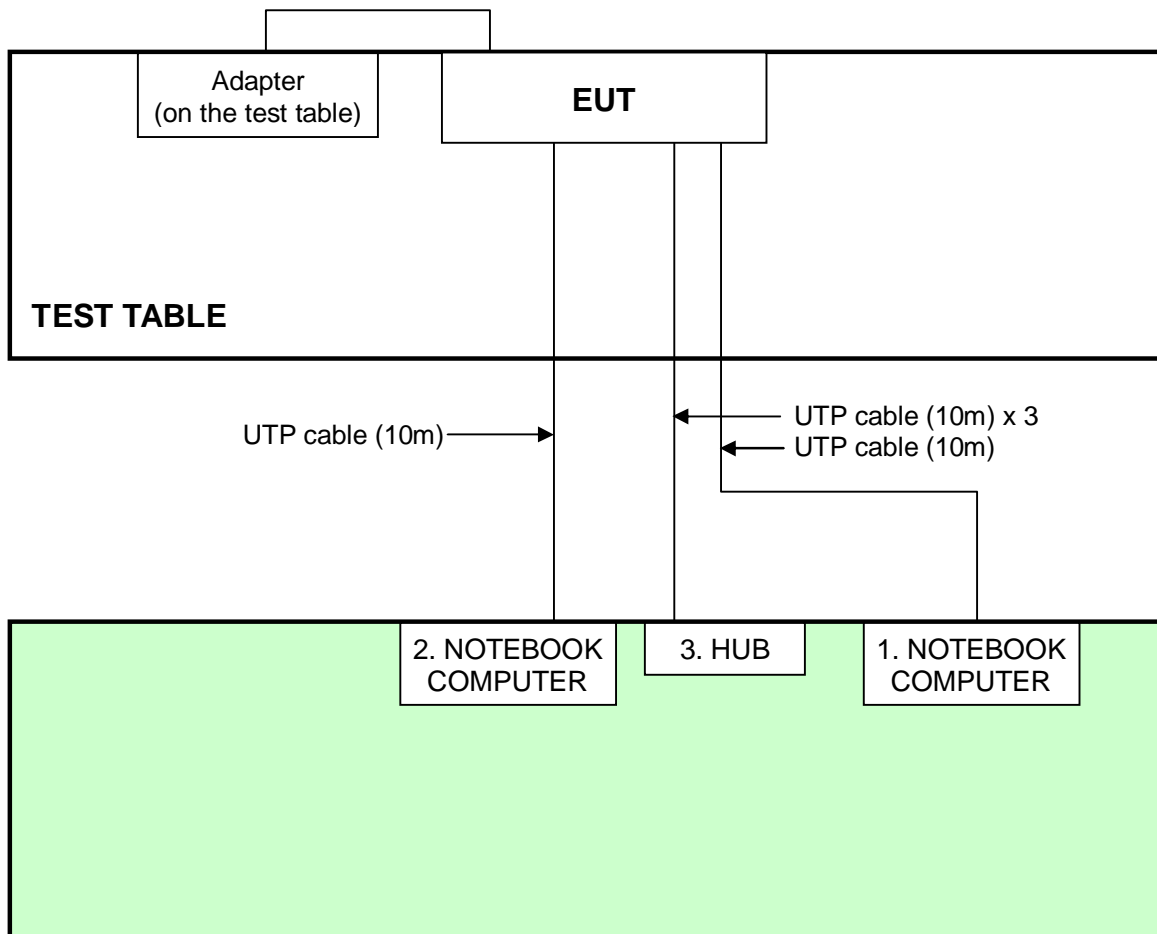 Adapter
(on the test table)
EUT
TEST TABLE
UTP cable (10m)
UTP cable (10m) x 3
UTP cable (10m)
2. NOTEBOOK
COMPUTER
3. HUB
1. NOTEBOOK
COMPUTER